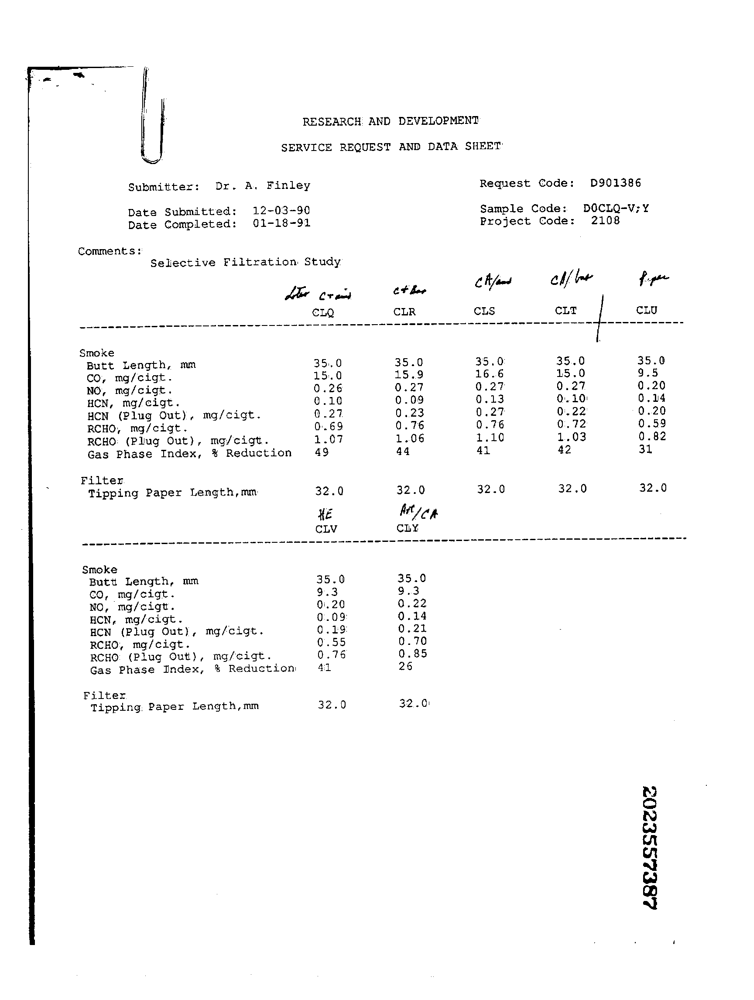 RESEARCH AND DEVELOPMENT
SERVICE REQUEST AND DATA SHEET
Submitter: Dr. A. Finley Request Code: D901386
Date Submitted: 12-03-90 Sample Code: D0CLQ-V;Y
Date Completed: 01-18-91 Project Code: 2108
Comments:
Selective Filtration Study
CLQ CLR CLS CLT CLU
Smoke
Butt Length, mm 35.0 35.0 35.0 35.0 35.0
CO, mg/cigt. 15.0 15.9 16.6 15.0 9.5
NO, mg/cigt. 0.26 0.27 0.27 0.27 0.20
HCN, mg/cigt. 0.10 0.09 0.13 0.10 0.14
HCN (Plug Out), mg/cigt. 0.27 0.23 0.27 0.22 0.20
RCHO, mg/cigt. 0.69 0.76 0.76 0.72 0.59
RCHO (Plug Out), mg/cigt. 1.07 1.06 1.10 1.03 0.82
Gas Phase Index, % Reduction 49 44 41 42 31
Filter
Tipping Paper Length,mm 32.0 32.0 32.0 32.0 32.0
HE /CA
CLV CLY
Smoke
Butt Length, mm 35.0 35.0
CO, mg/cigt. 9.3 9.3
NO, mg/cigt. 0.20 0.22
HCN, mg/cigt. 0.09 0.14
HCN (Plug Out), mg/cigt. 0.19 0.21
RCHO, mg/cigt. 0.55 0.70
RCHO (Plug Out), mg/cigt. 0.76 0.85
Gas Phase Index, % Reduction 41 26
Filter
Tipping Paper Length,mm 32.0 32.0
2023557387